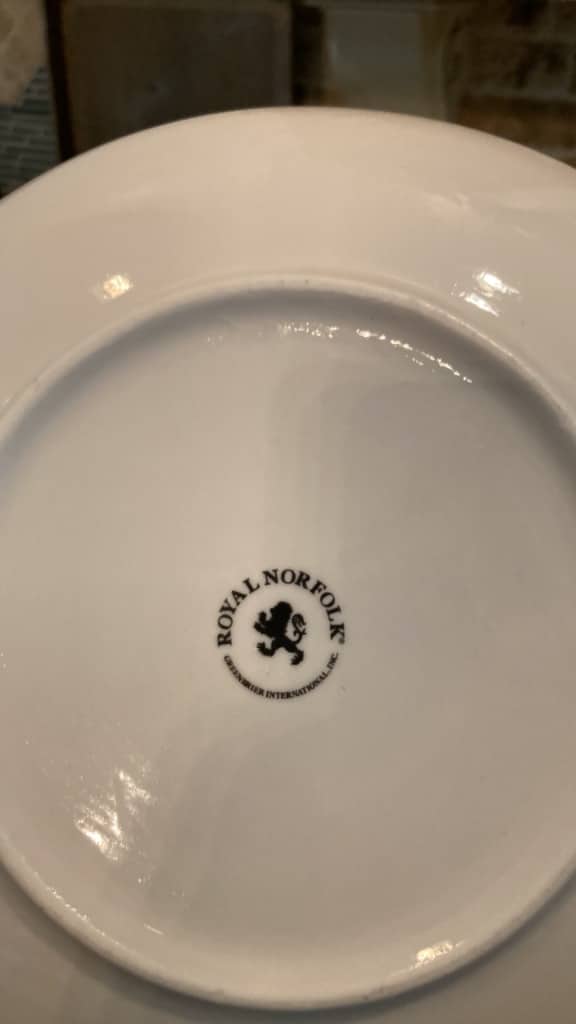 ROYAL NORFOLK®
GREENBRIER INTERNATIONAL, INC.